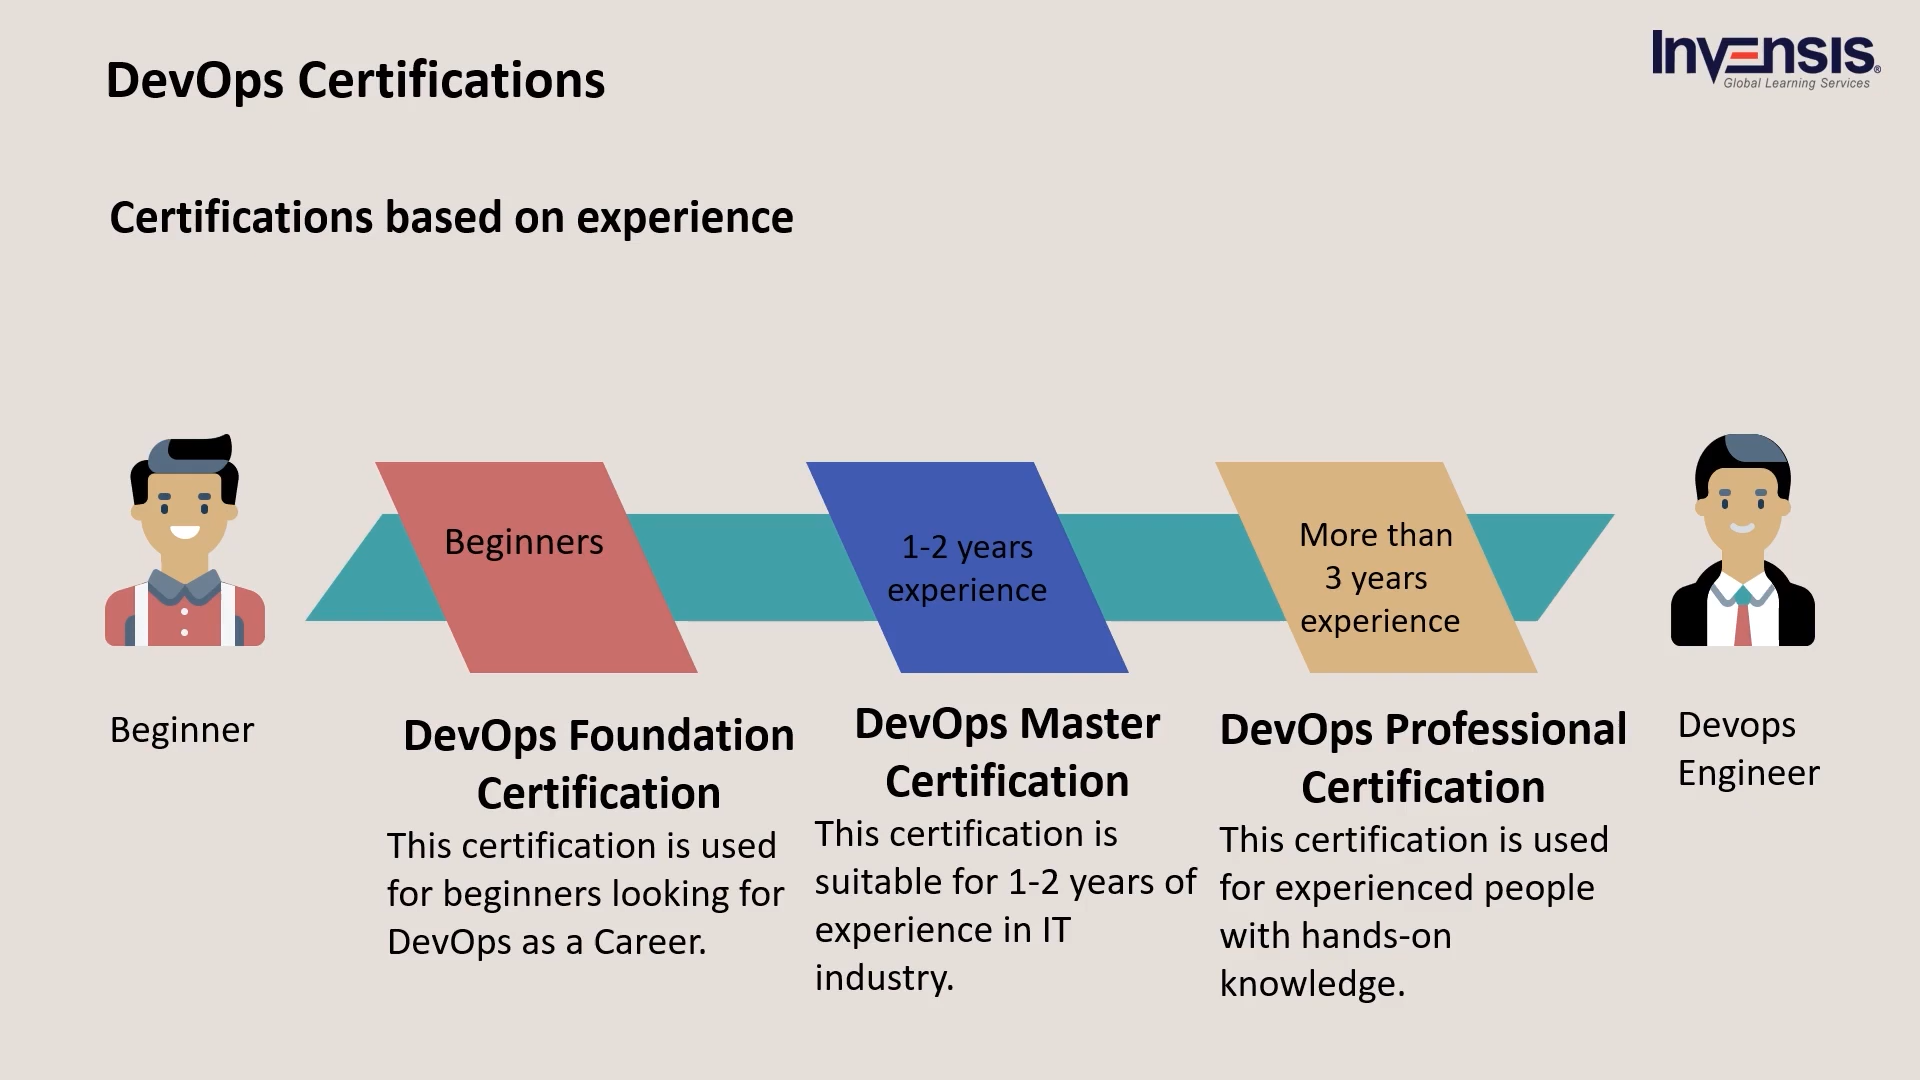 DevOps Certifications
Invensis®
Global Learning Services
Certifications based on experience
Beginners
1-2 years
experience
More than
3 years
experience
Beginner
DevOps Foundation
Certification
This certification is used
for beginners looking for
DevOps as a Career.
DevOps Master
Certification
This certification is
suitable for 1-2 years of
experience in IT
industry.
DevOps Professional
Certification
This certification is used
for experienced people
with hands-on
knowledge.
Devops
Engineer